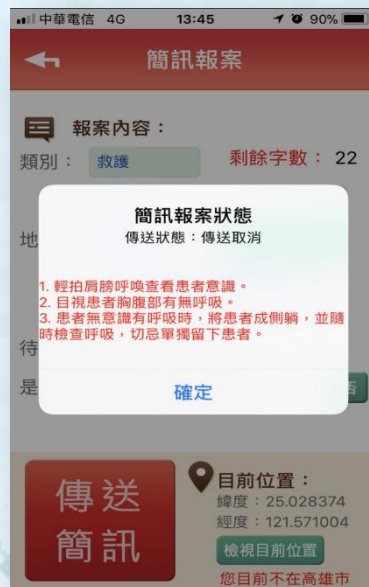 中華電信 4G 13:45 90%
簡訊報案
報案內容：
類別： 救護 剩餘字數： 22
簡訊報案狀態
傳送狀態：傳送取消
地
1. 輕拍肩膀呼喚查看患者意識。
2. 目視患者胸腹部有無呼吸。
3. 患者無意識有呼吸時，將患者成側躺，並隨
時檢查呼吸，切忌單獨留下患者。
待
是 否
確定
傳送
簡訊
目前位置：
緯度：25.028374
經度：121.571004
檢視目前位置
您目前不在高雄市